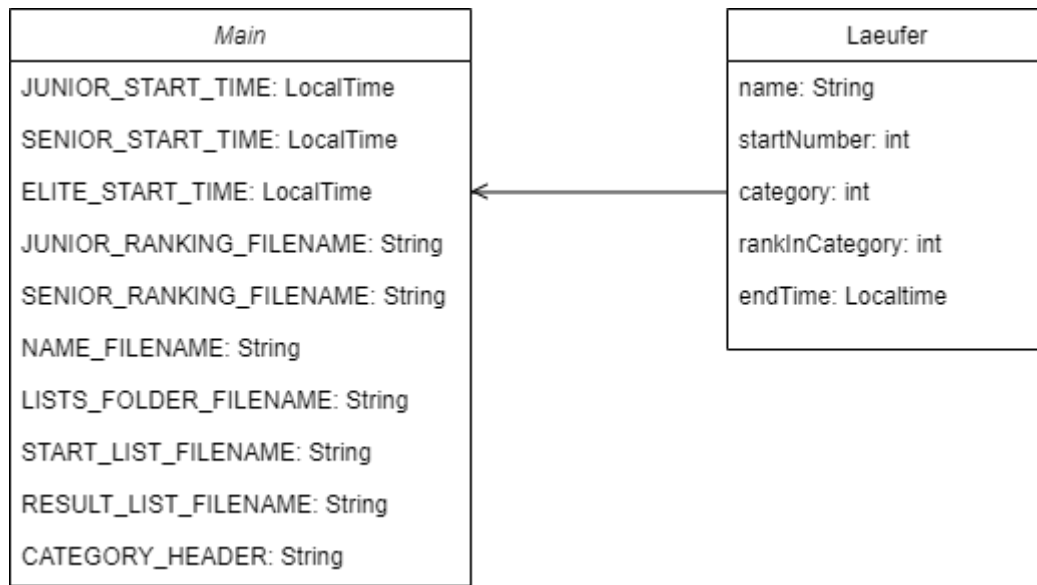 Main
JUNIOR_START_TIME: LocalTime
SENIOR_START_TIME: LocalTime
ELITE_START_TIME: LocalTime
JUNIOR_RANKING_FILENAME: String
SENIOR_RANKING_FILENAME: String
NAME_FILENAME: String
LISTS_FOLDER_FILENAME: String
START_LIST_FILENAME: String
RESULT_LIST_FILENAME: String
CATEGORY_HEADER: String
Laeufer
name: String
startNumber: int
category: int
rankInCategory: int
endTime: Localtime